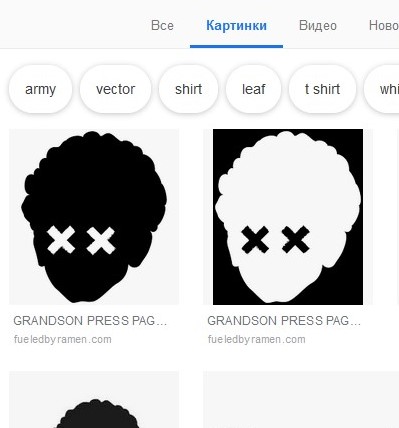 Все Картинки Видео Ново
army vector shirt leaf t shirt whi
GRANDSON PRESS PAG... GRANDSON PRESS PAG...
fueledbyramen.com fueledbyramen.com